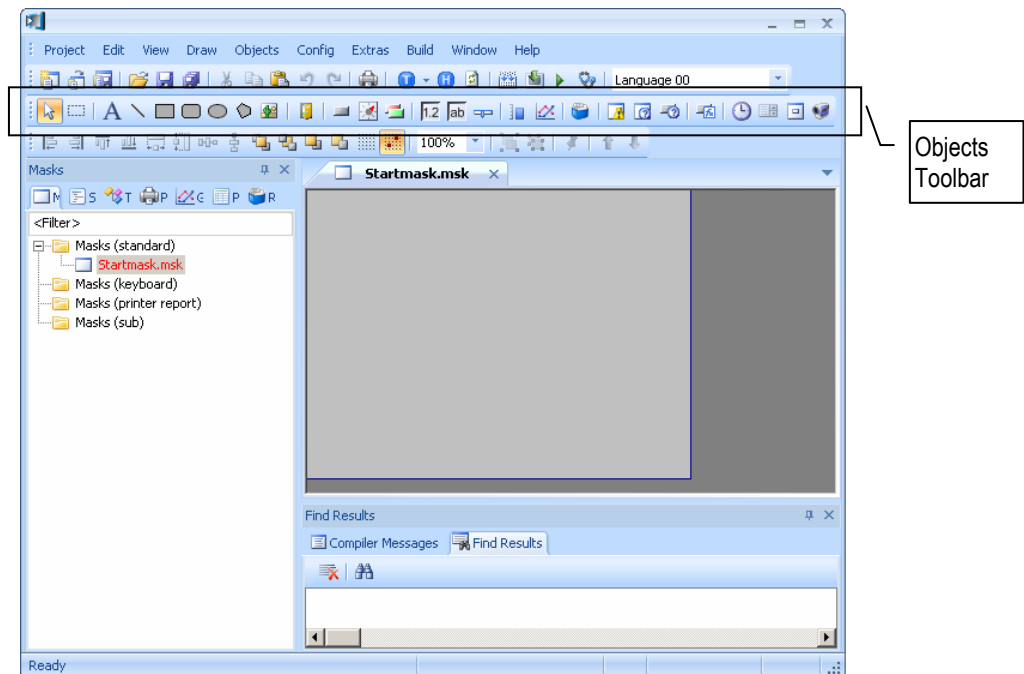 Project Edit View Draw Objects Config Extras Build Window Help
Language 00
A 1.2 ab
100%
Objects
Toolbar
Masks
Startmask.msk
M S T P C P R
<Filter>
Masks (standard)
Startmask.msk
Masks (keyboard)
Masks (printer report)
Masks (sub)
Find Results
Compiler Messages Find Results
Ready